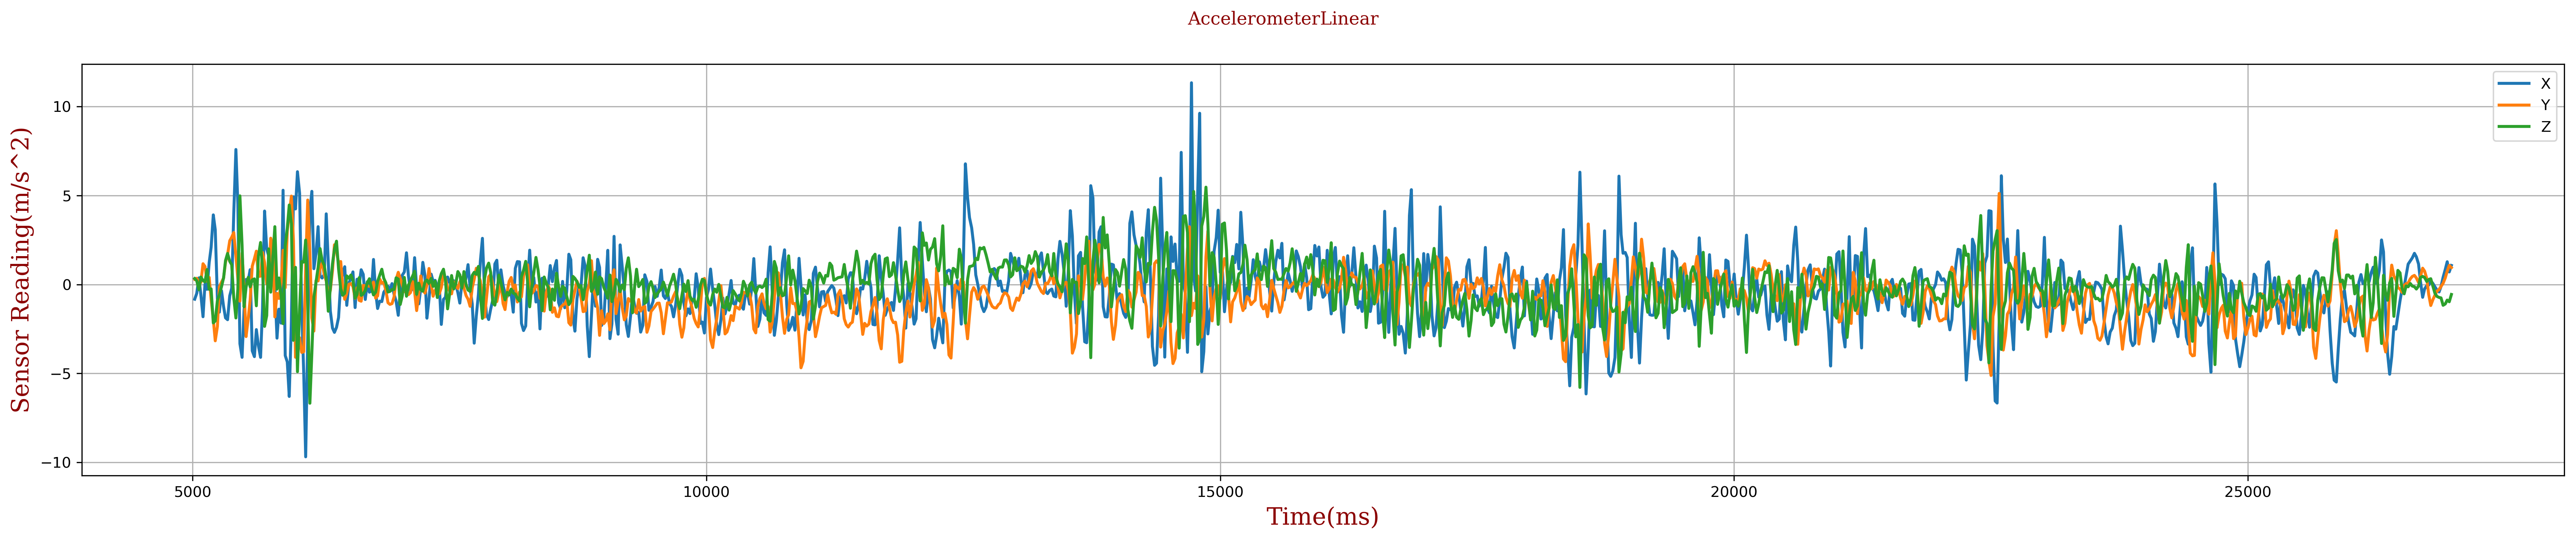 AccelerometerLinear
Sensor Reading(m/s^2)
10
5
0
−5
−10
X
Y
Z
5000
10000
15000
20000
25000
Time(ms)